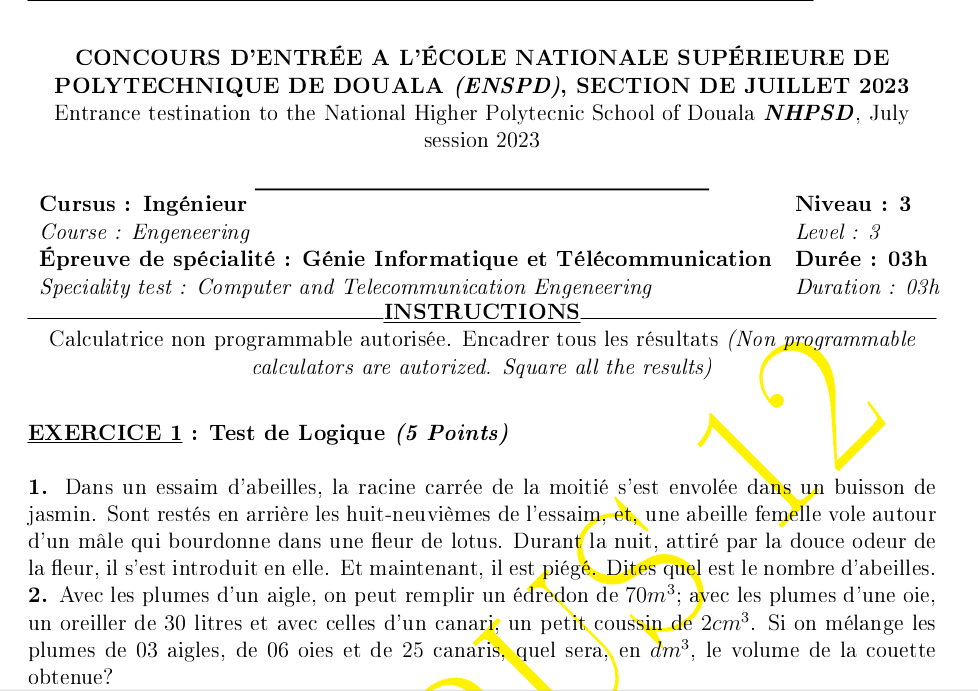 CONCOURS D'ENTRÉE A L'ÉCOLE NATIONALE SUPÉRIEURE DE
POLYTECHNIQUE DE DOUALA (ENSPD), SECTION DE JUILLET 2023
Entrance testination to the National Higher Polytecnic School of Douala NHPSD, July
session 2023
Cursus : Ingénieur Niveau : 3
Course : Engeneering Level : 3
Épreuve de spécialité : Génie Informatique et Télécommunication Durée : 03h
Speciality test : Computer and Telecommunication Engeneering Duration : 03h
INSTRUCTIONS
Calculatrice non programmable autorisée. Encadrer tous les résultats (Non programmable
calculators are autorized. Square all the results)
EXERCICE 1 : Test de Logique (5 Points)
1. Dans un essaim d'abeilles, la racine carrée de la moitié s'est envolée dans un buisson de
jasmin. Sont restés en arrière les huit-neuvièmes de l'essaim, et, une abeille femelle vole autour
d'un mâle qui bourdonne dans une fleur de lotus. Durant la nuit, attiré par la douce odeur de
la fleur, il s'est introduit en elle. Et maintenant, il est piégé. Dites quel est le nombre d'abeilles.
2. Avec les plumes d'un aigle, on peut remplir un édredon de 70m³; avec les plumes d'une oie,
un oreiller de 30 litres et avec celles d'un canari, un petit coussin de 2cm³. Si on mélange les
plumes de 03 aigles, de 06 oies et de 25 canaris, quel sera, en dm³, le volume de la couette
obtenue?
PUS 12